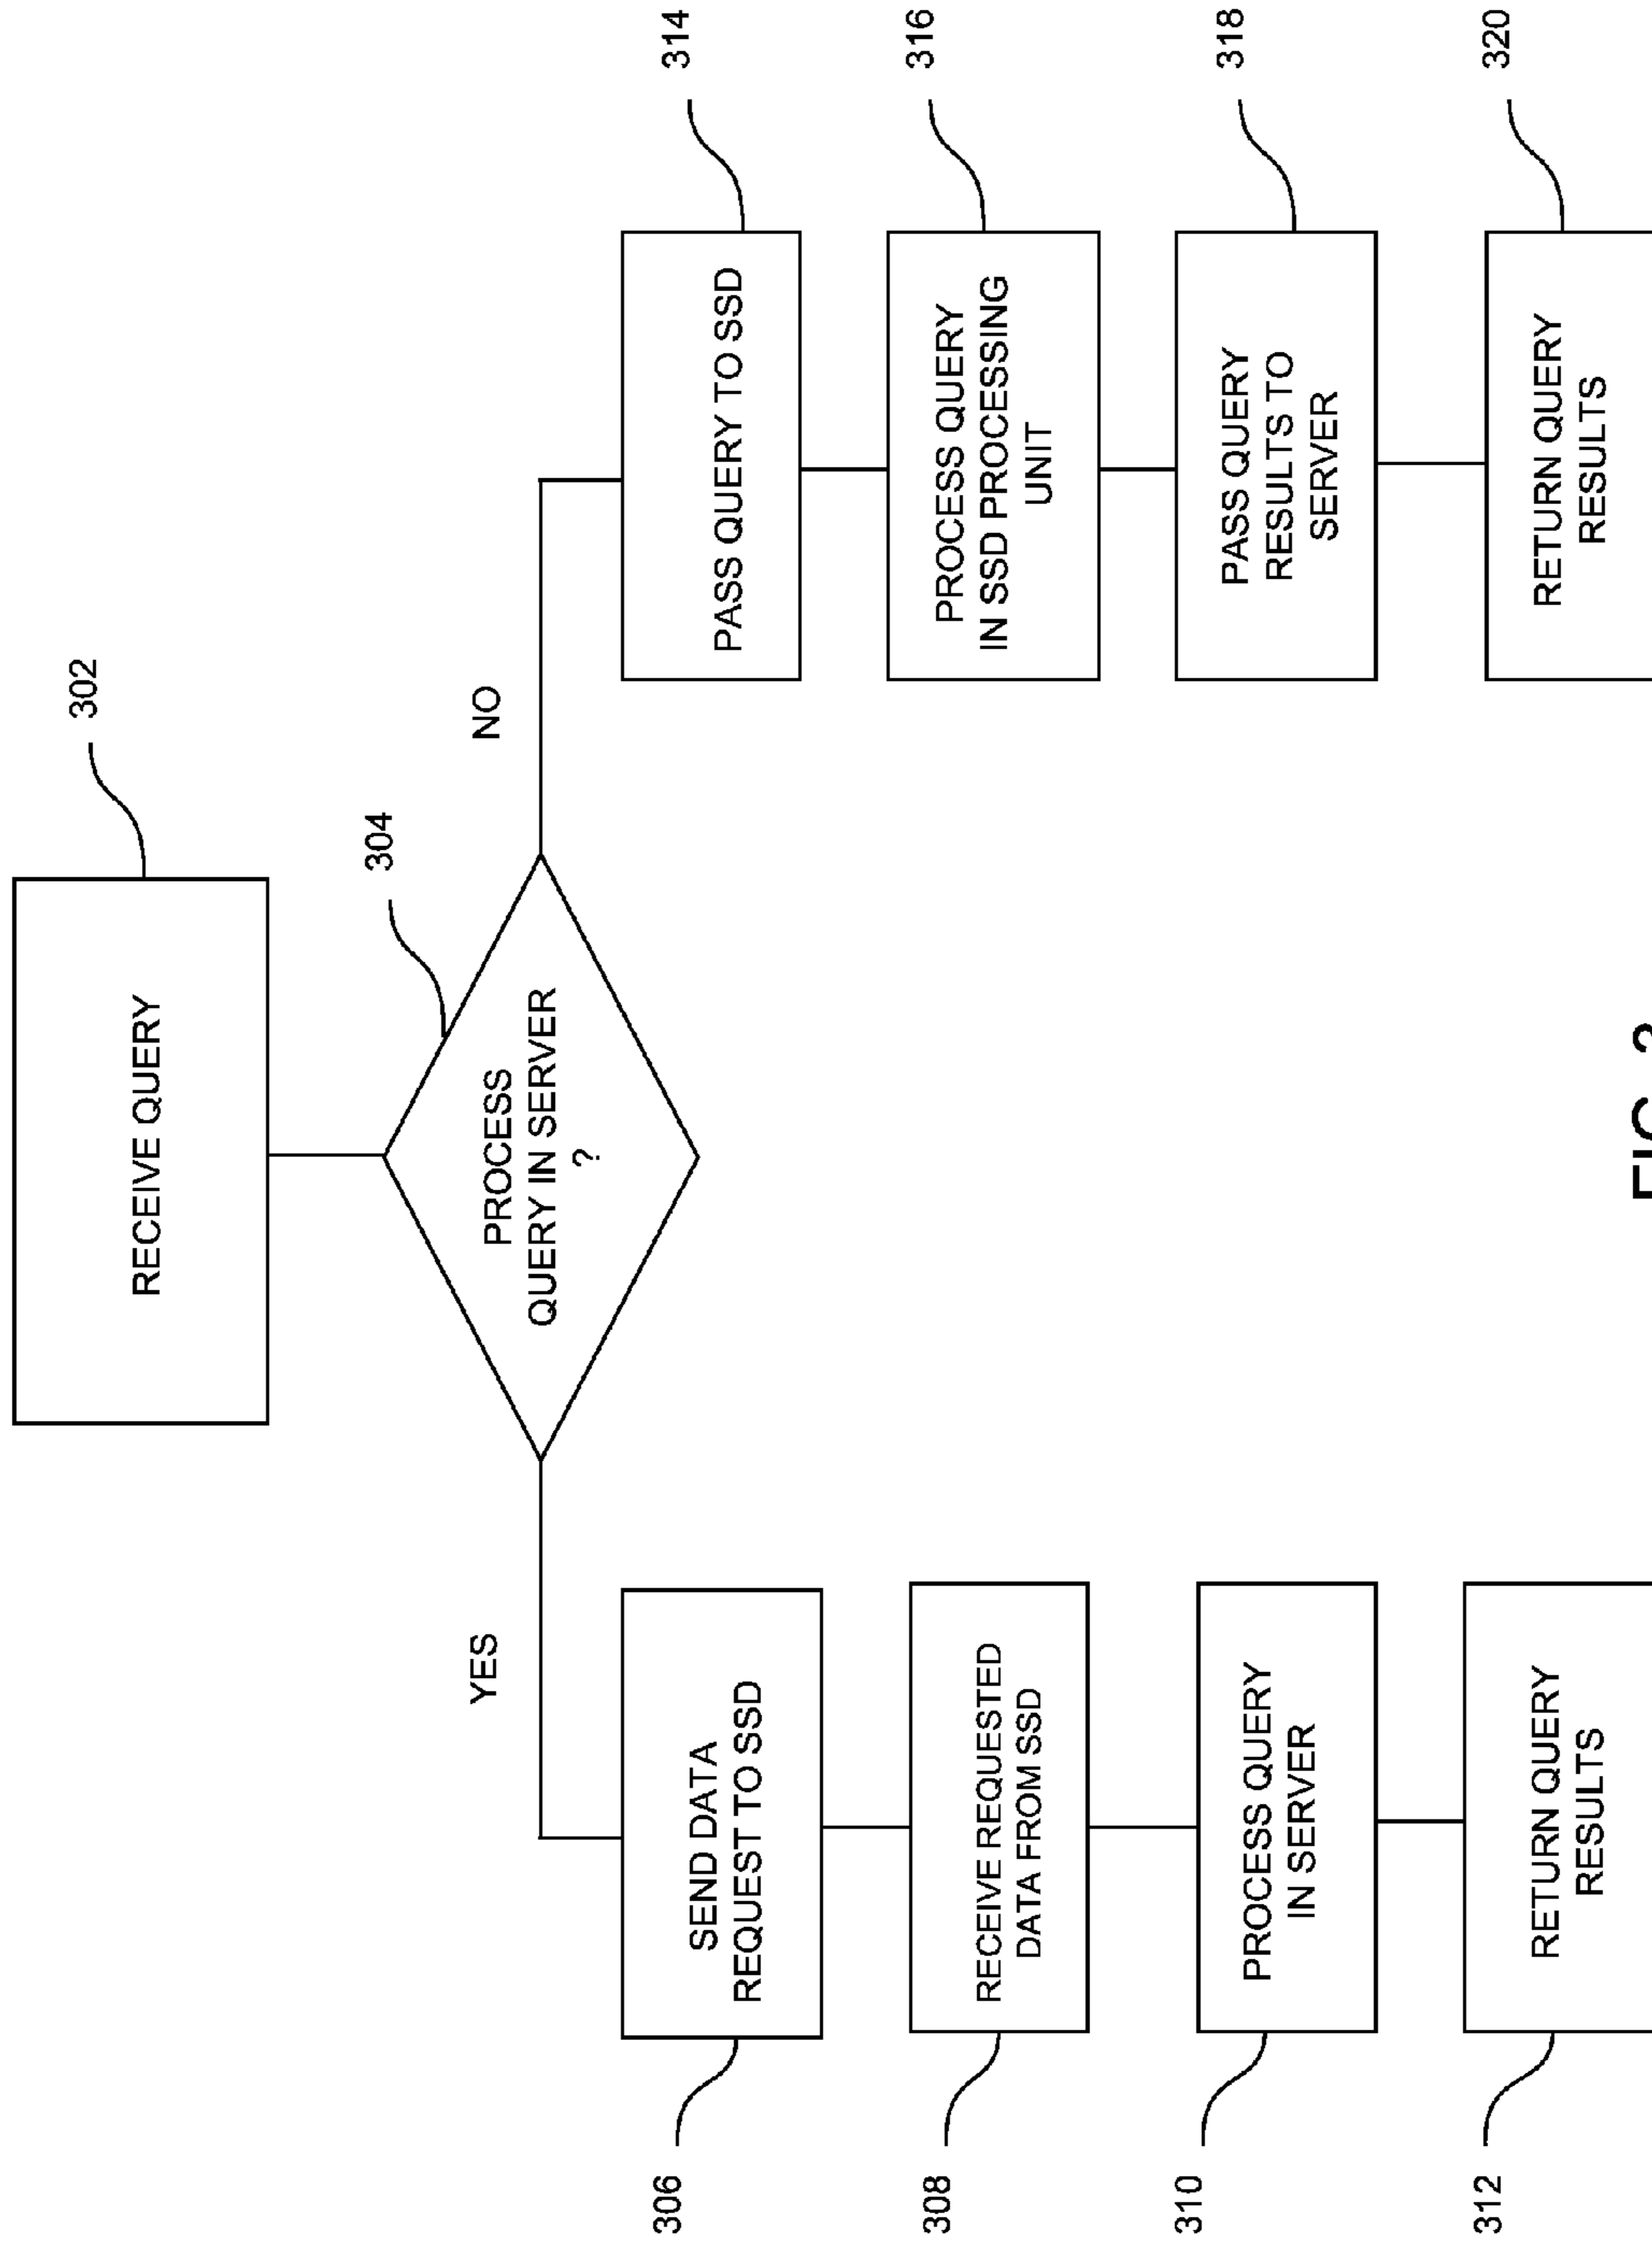 RECEIVE QUERY
302
PROCESS
QUERY IN SERVER
?
304
YES
NO
SEND DATA
REQUEST TO SSD
306
RECEIVE REQUESTED
DATA FROM SSD
308
PROCESS QUERY
IN SERVER
310
RETURN QUERY
RESULTS
312
PASS QUERY TO SSD
314
PROCESS QUERY
IN SSD PROCESSING
UNIT
316
PASS QUERY
RESULTS TO
SERVER
318
RETURN QUERY
RESULTS
320